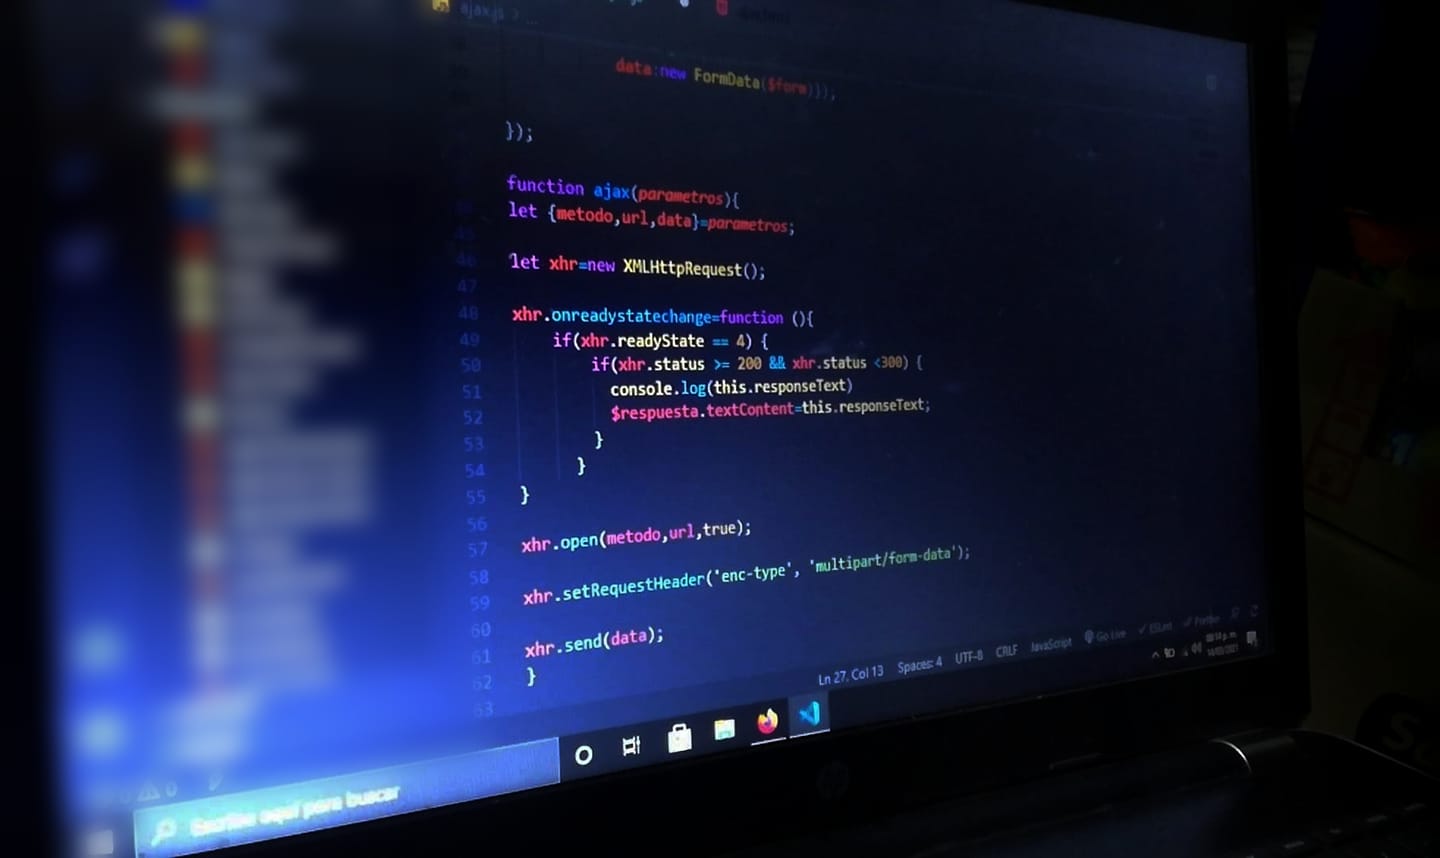 ajax.js > ...
data:new FormData($form)});
});
function ajax(parametros){
let {metodo,url,data}=parametros;
46 let xhr=new XMLHttpRequest();
47
48 xhr.onreadystatechange=function (){
49 if(xhr.readyState == 4) {
50 if(xhr.status >= 200 && xhr.status <300) {
51 console.log(this.responseText)
52 $respuesta.textContent=this.responseText;
53 }
54 }
55 }
56
57 xhr.open(metodo,url,true);
58
59 xhr.setRequestHeader('enc-type', 'multipart/form-data');
60
61 xhr.send(data);
62 }
63
Ln 27, Col 13 Spaces: 4 UTF-8 CRLF JavaScript Go Live ESLint Prettier
Escribe aquí para buscar